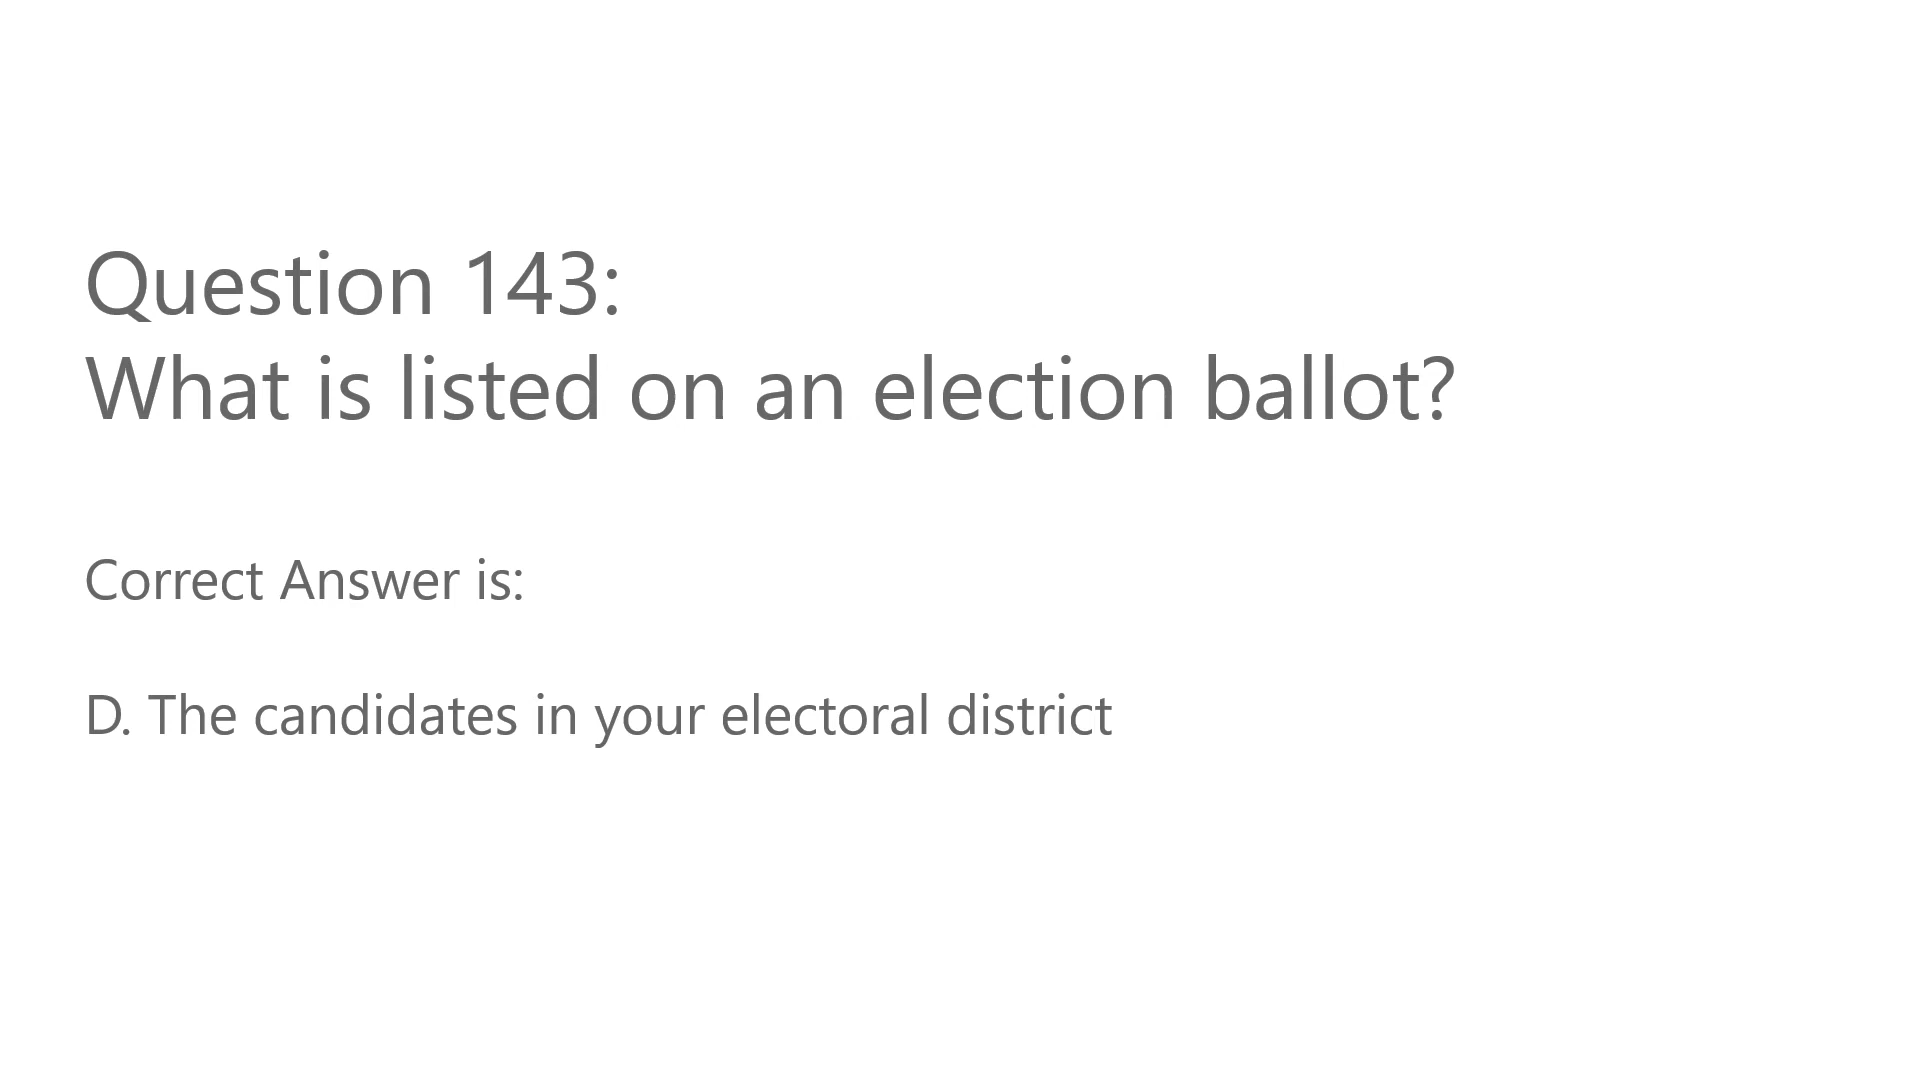 Question 143:
What is listed on an election ballot?
Correct Answer is:
D. The candidates in your electoral district